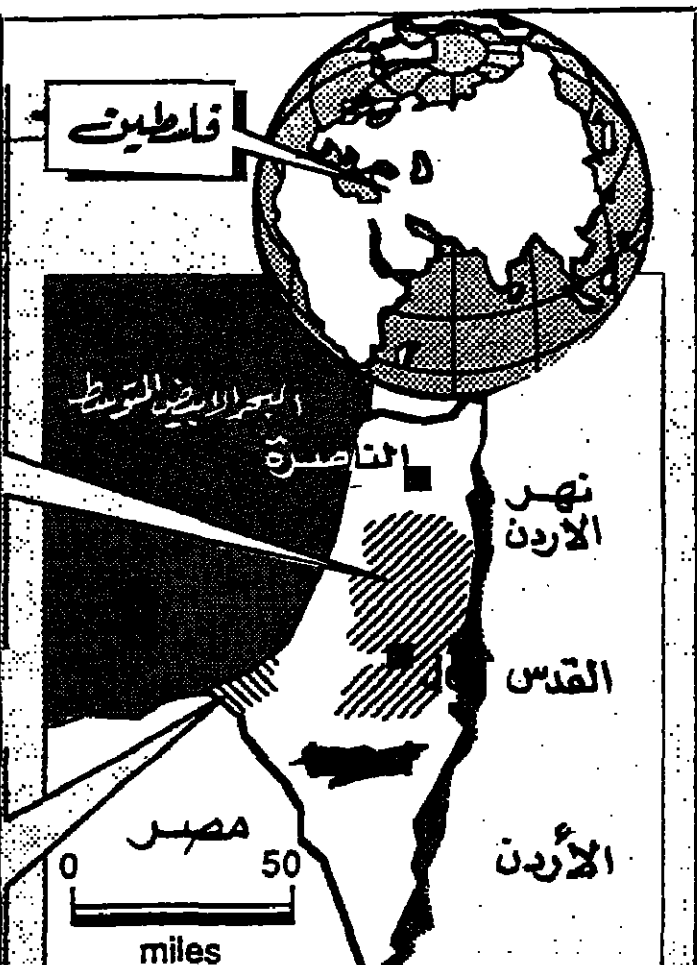 فلسطين
البحر الابيض المتوسط
الناصرة
نهر
الاردن
القدس
مصر
الأردن
0 50
miles